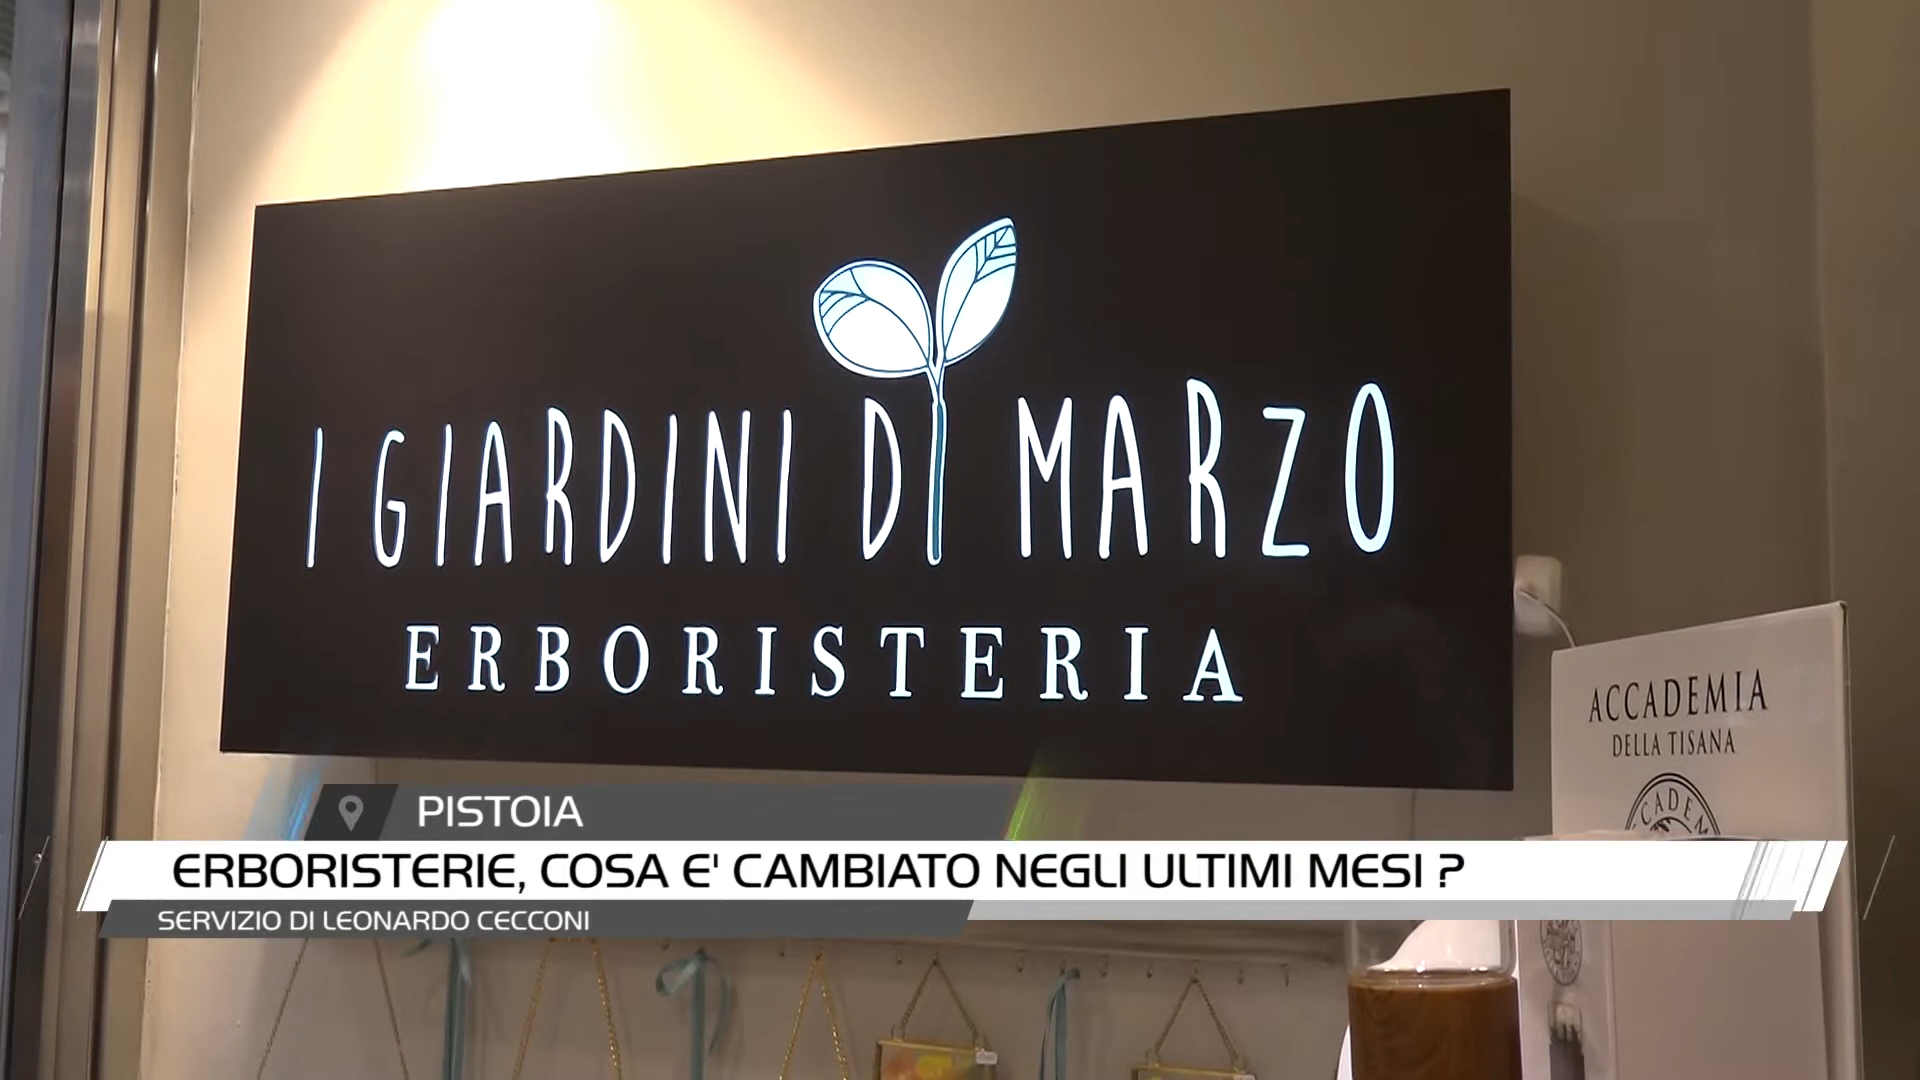 I GIARDINI DI MARZO
ERBORISTERIA
ACCADEMIA
DELLA TISANA
PISTOIA
ERBORISTERIE, COSA E' CAMBIATO NEGLI ULTIMI MESI ?
SERVIZIO DI LEONARDO CECCONI